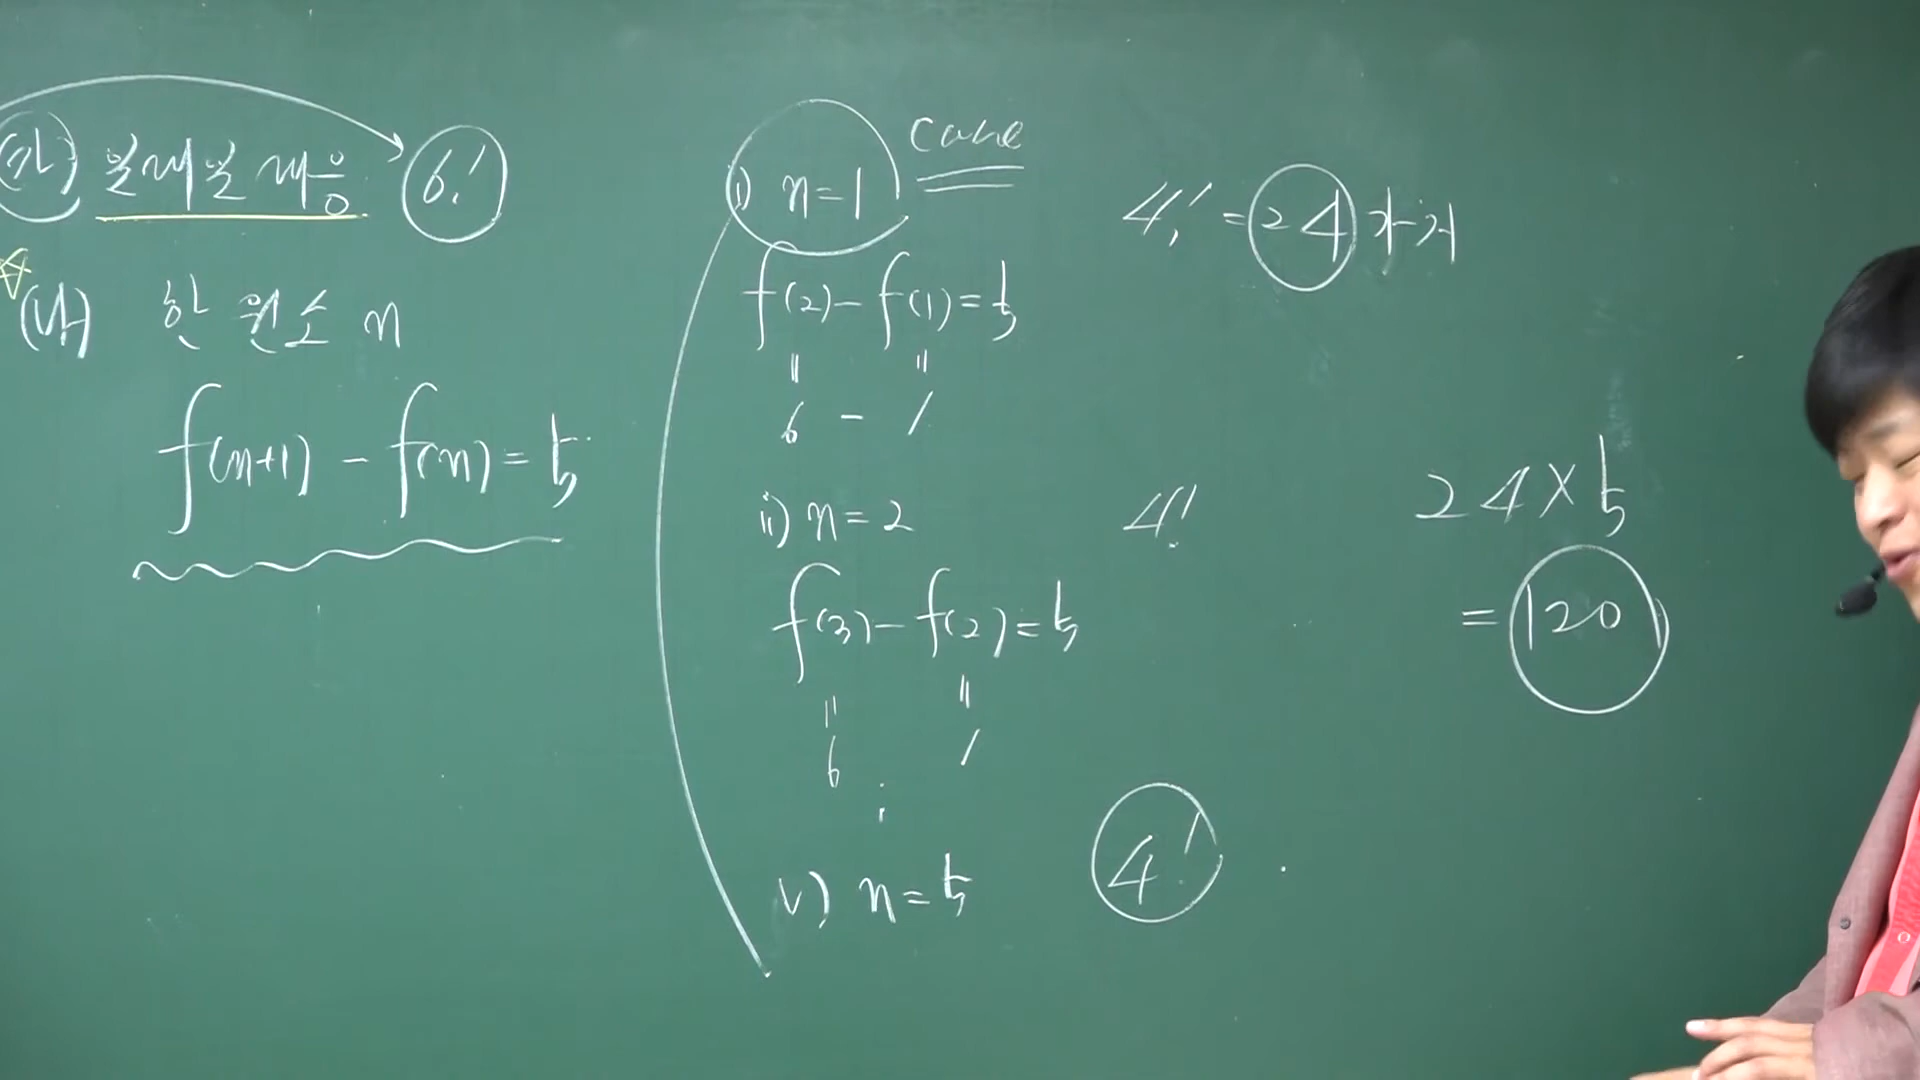 (가) 일대일 대응 6!
(나) 한 원소 n
f(n+1) - f(n) = 5
i) n=1 case
f(2) - f(1) = 5
" "
6 - 1
ii) n=2
f(3) - f(2) = 5
" "
6 1
⋮
v) n=5
4! = 24가지
4!
4!
24×5
=120